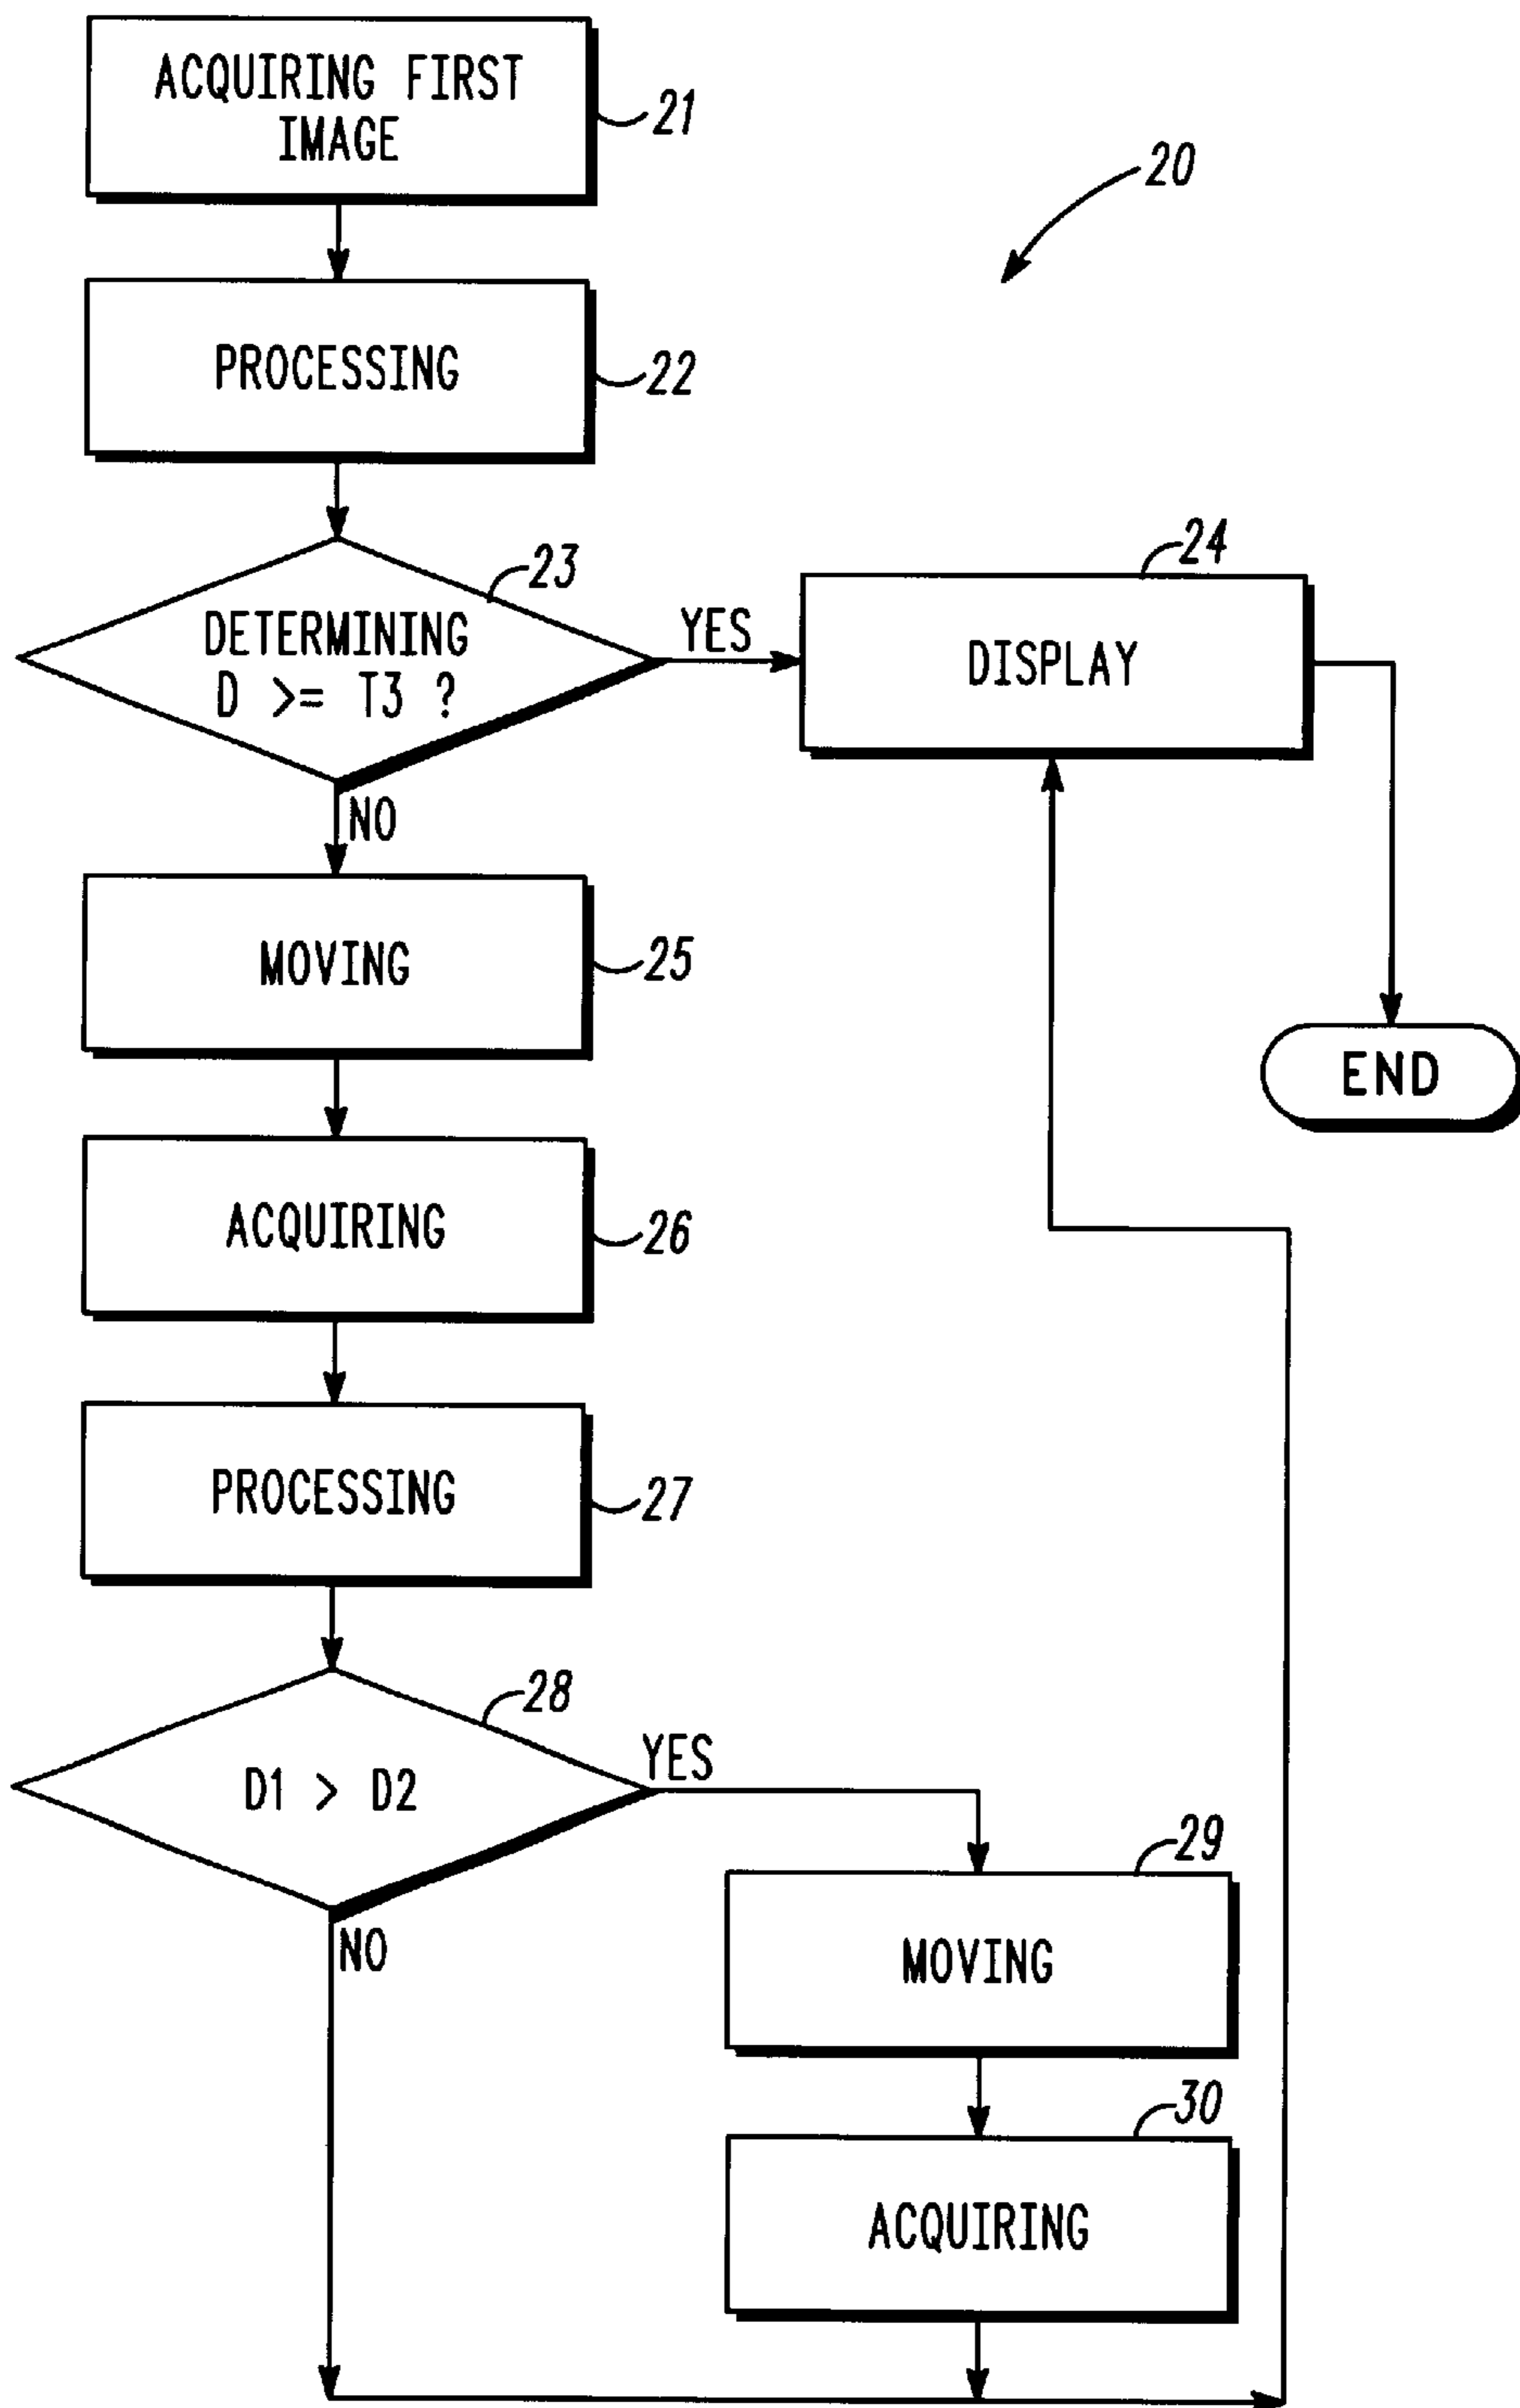 ACQUIRING FIRST
IMAGE
21
20
PROCESSING
22
23
DETERMINING
D >= T3 ?
YES
24
DISPLAY
NO
MOVING
25
END
ACQUIRING
26
PROCESSING
27
28
D1 > D2
YES
29
NO
MOVING
30
ACQUIRING